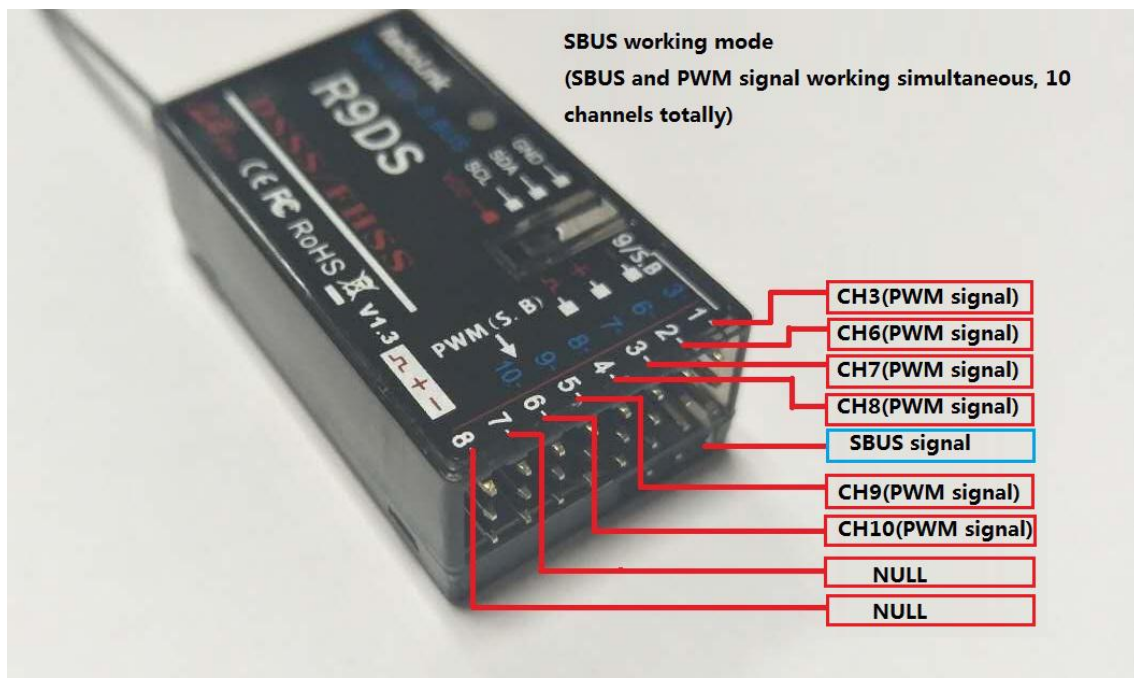 SBUS working mode
(SBUS and PWM signal working simultaneous, 10
channels totally)
RadioLink
R9DS
DSSS/FHSS
CE FC RoHS
V1.3
GND
SDA
SCL
VCC
9/S.B
+
PWM (S. B)
3
6
7
8
9
10
1
2
3
4
5
6
7
8
+ -
CH3(PWM signal)
CH6(PWM signal)
CH7(PWM signal)
CH8(PWM signal)
SBUS signal
CH9(PWM signal)
CH10(PWM signal)
NULL
NULL